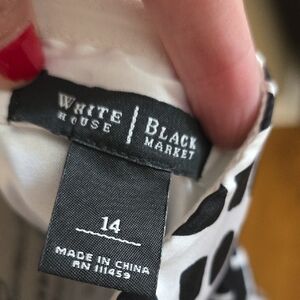 WHITE HOUSE | BLACK MARKET
14
MADE IN CHINA
RN 111459